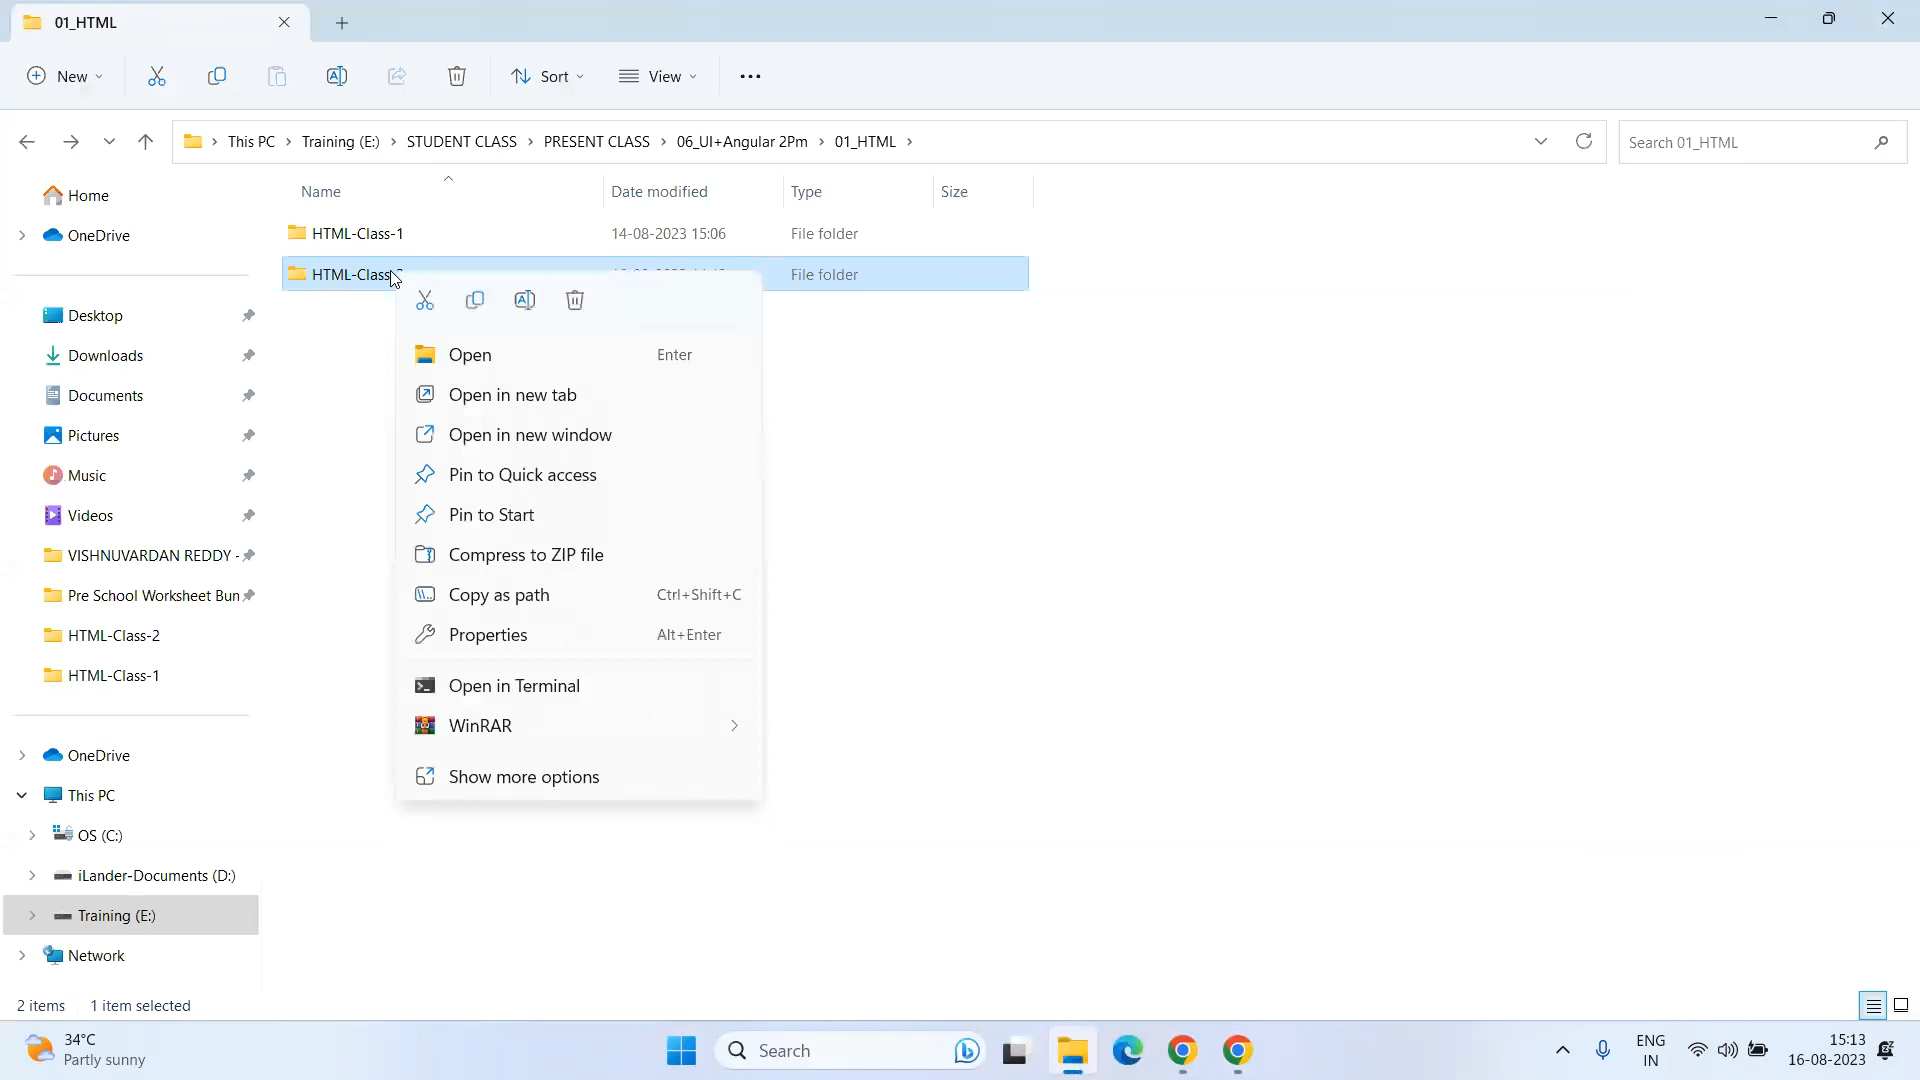 01_HTML
New
Sort
View
This PC
Training (E:)
STUDENT CLASS
PRESENT CLASS
06_UI+Angular 2Pm
01_HTML
Search 01_HTML
Name
Date modified
Type
Size
HTML-Class-1
14-08-2023 15:06
File folder
HTML-Class
File folder
Home
OneDrive
Desktop
Downloads
Documents
Pictures
Music
Videos
VISHNUVARDAN REDDY -
Pre School Worksheet Bun
HTML-Class-2
HTML-Class-1
OneDrive
This PC
OS (C:)
iLander-Documents (D:)
Training (E:)
Network
Open Enter
Open in new tab
Open in new window
Pin to Quick access
Pin to Start
Compress to ZIP file
Copy as path Ctrl+Shift+C
Properties Alt+Enter
Open in Terminal
WinRAR
Show more options
2 items
1 item selected
34°C
Partly sunny
Search
ENG
IN
15:13
16-08-2023